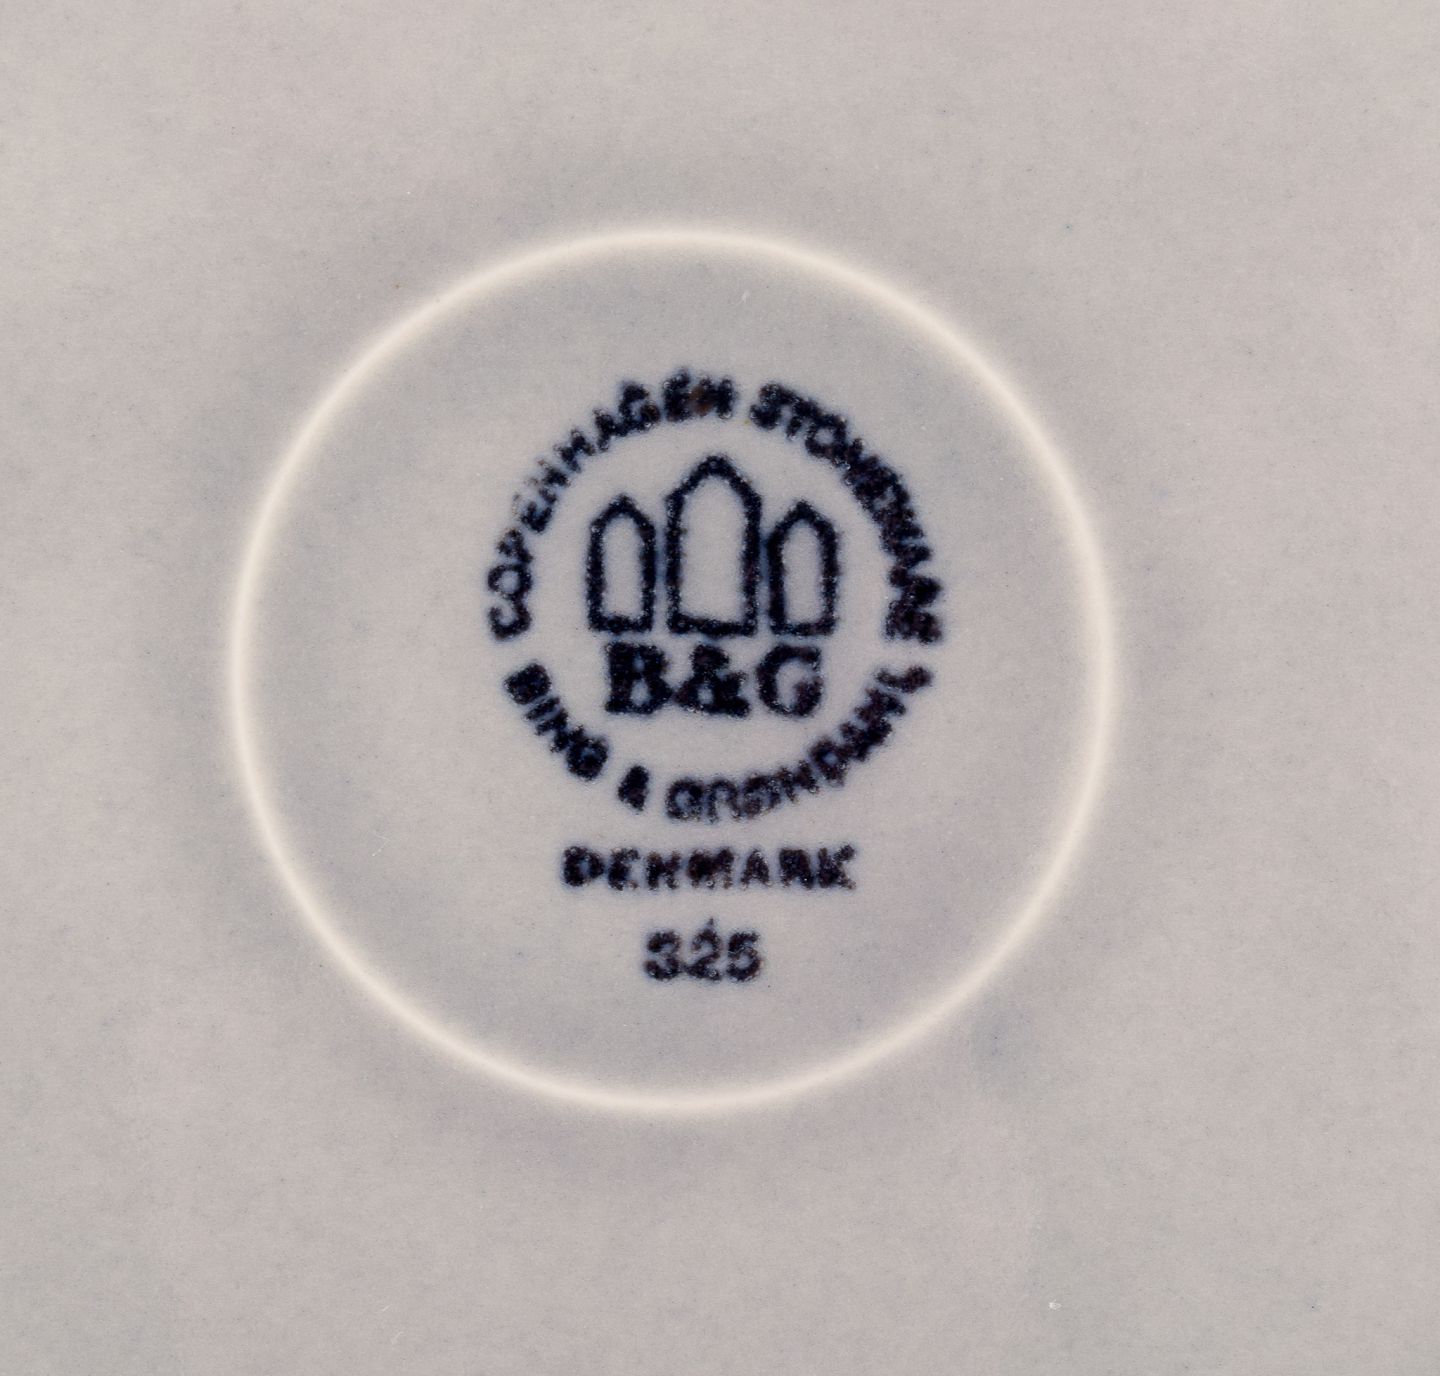 COPENHAGEN STONEWARE
B&G
BING & GRØNDAHL
DENMARK
325